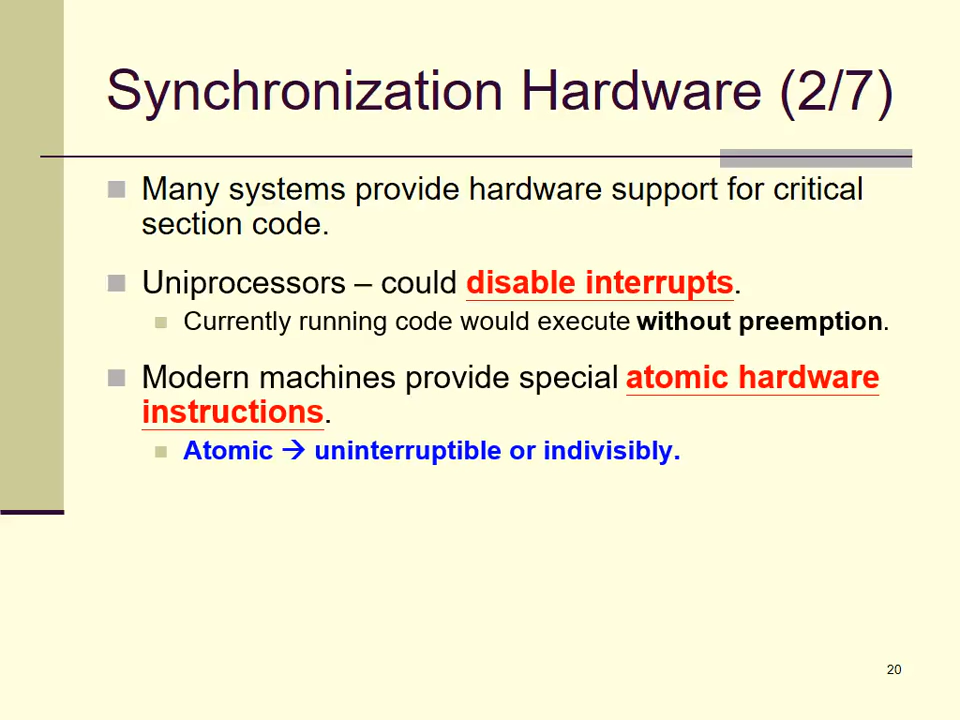 Synchronization Hardware (2/7)
Many systems provide hardware support for critical
section code.
Uniprocessors – could disable interrupts.
Currently running code would execute without preemption.
Modern machines provide special atomic hardware
instructions.
Atomic → uninterruptible or indivisibly.
20